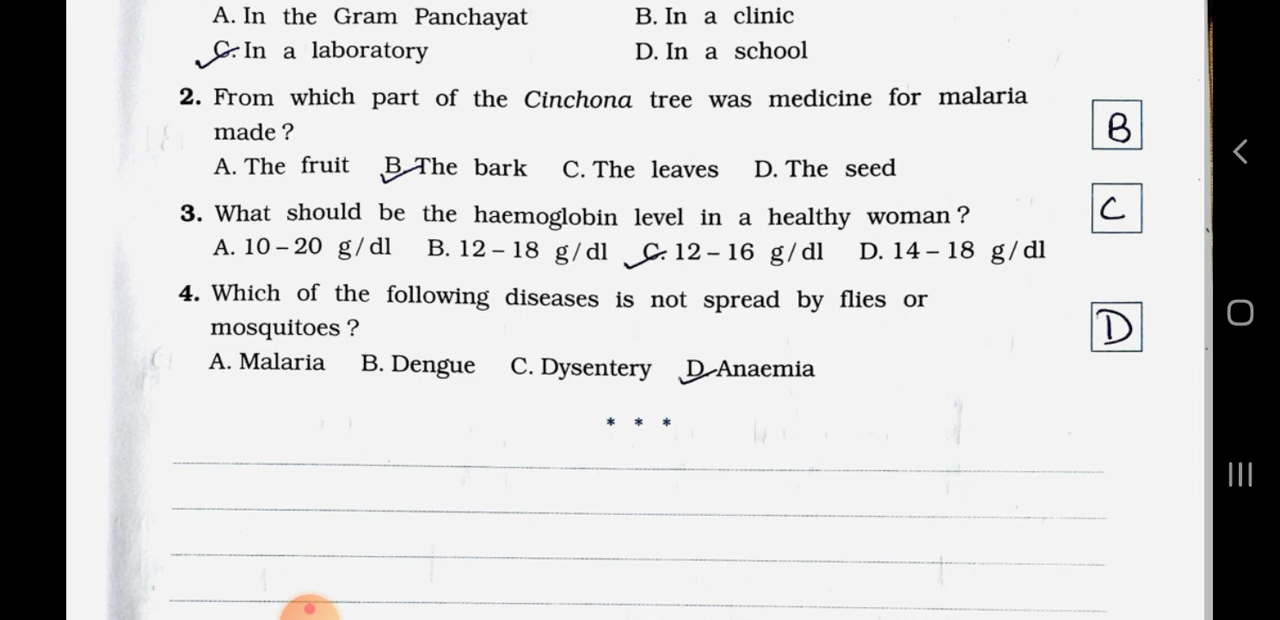 A. In the Gram Panchayat B. In a clinic
C. In a laboratory D. In a school
2. From which part of the Cinchona tree was medicine for malaria
made ?
B
A. The fruit B. The bark C. The leaves D. The seed
3. What should be the haemoglobin level in a healthy woman ?
C
A. 10 – 20 g/dl B. 12 – 18 g/dl C. 12 – 16 g/dl D. 14 – 18 g/dl
4. Which of the following diseases is not spread by flies or
mosquitoes ?
D
A. Malaria B. Dengue C. Dysentery D. Anaemia
* * *